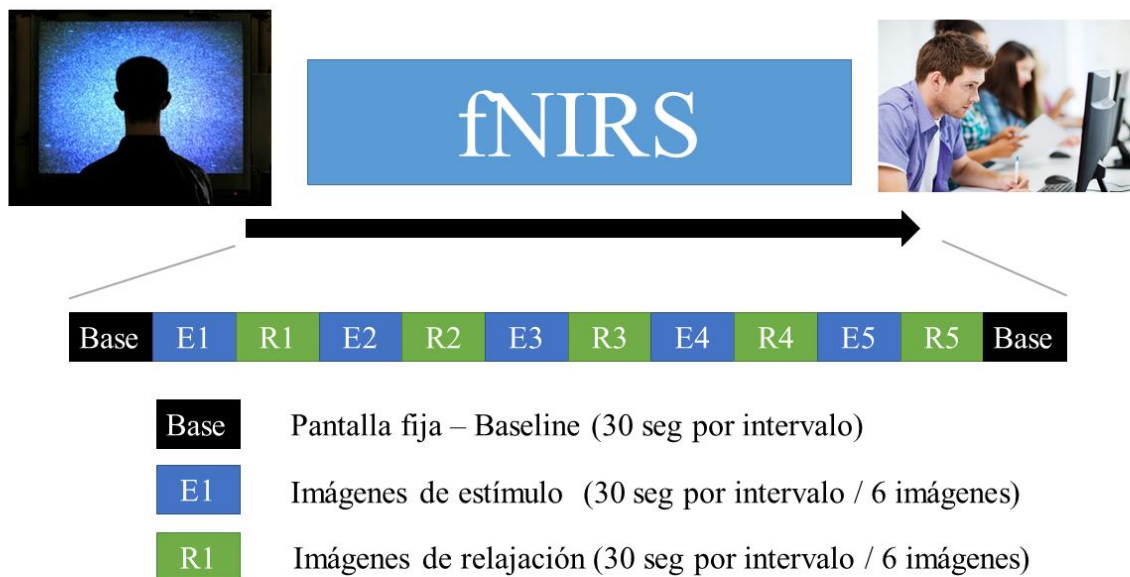 fNIRS
Base E1 R1 E2 R2 E3 R3 E4 R4 E5 R5 Base
Base Pantalla fija – Baseline (30 seg por intervalo)
E1 Imágenes de estímulo (30 seg por intervalo / 6 imágenes)
R1 Imágenes de relajación (30 seg por intervalo / 6 imágenes)